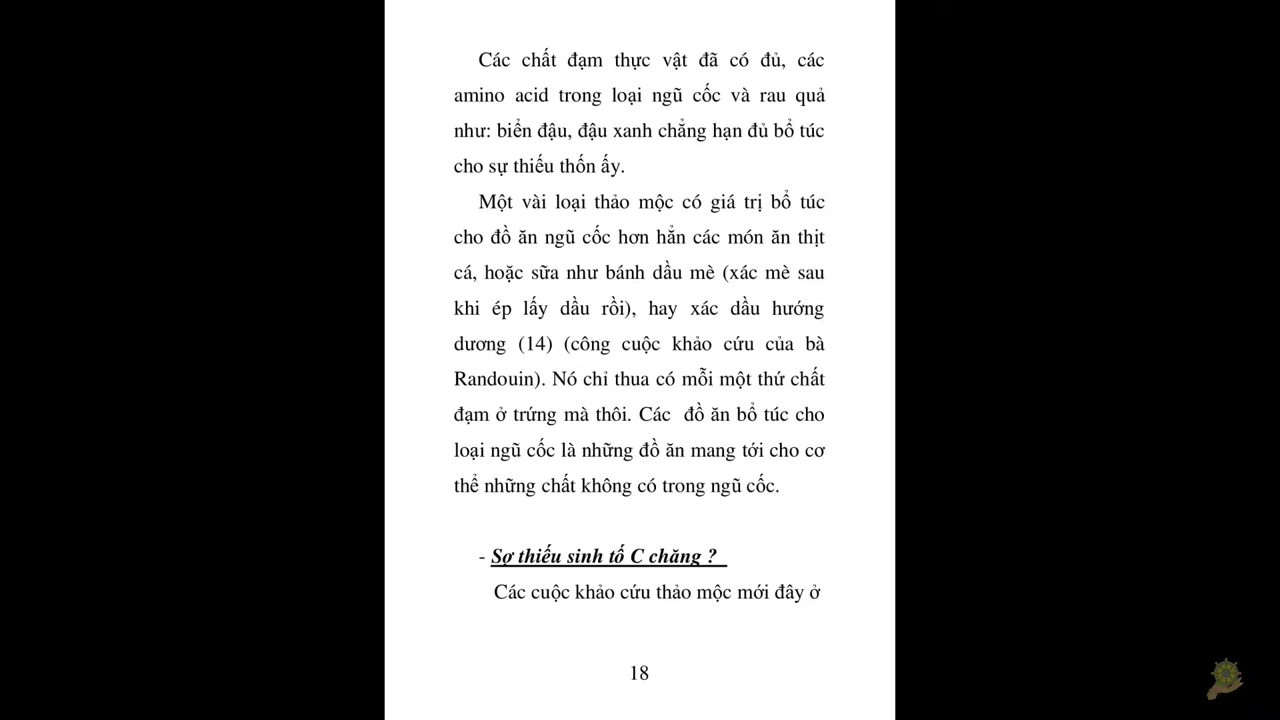 Các chất đạm thực vật đã có đủ, các
amino acid trong loại ngũ cốc và rau quả
như: biển đậu, đậu xanh chẳng hạn đủ bổ túc
cho sự thiếu thốn ấy.
Một vài loại thảo mộc có giá trị bổ túc
cho đồ ăn ngũ cốc hơn hẳn các món ăn thịt
cá, hoặc sữa như bánh dầu mè (xác mè sau
khi ép lấy dầu rồi), hay xác dầu hướng
dương (14) (công cuộc khảo cứu của bà
Randouin). Nó chỉ thua có mỗi một thứ chất
đạm ở trứng mà thôi. Các đồ ăn bổ túc cho
loại ngũ cốc là những đồ ăn mang tới cho cơ
thể những chất không có trong ngũ cốc.
- Sợ thiếu sinh tố C chăng ?
Các cuộc khảo cứu thảo mộc mới đây ở
18